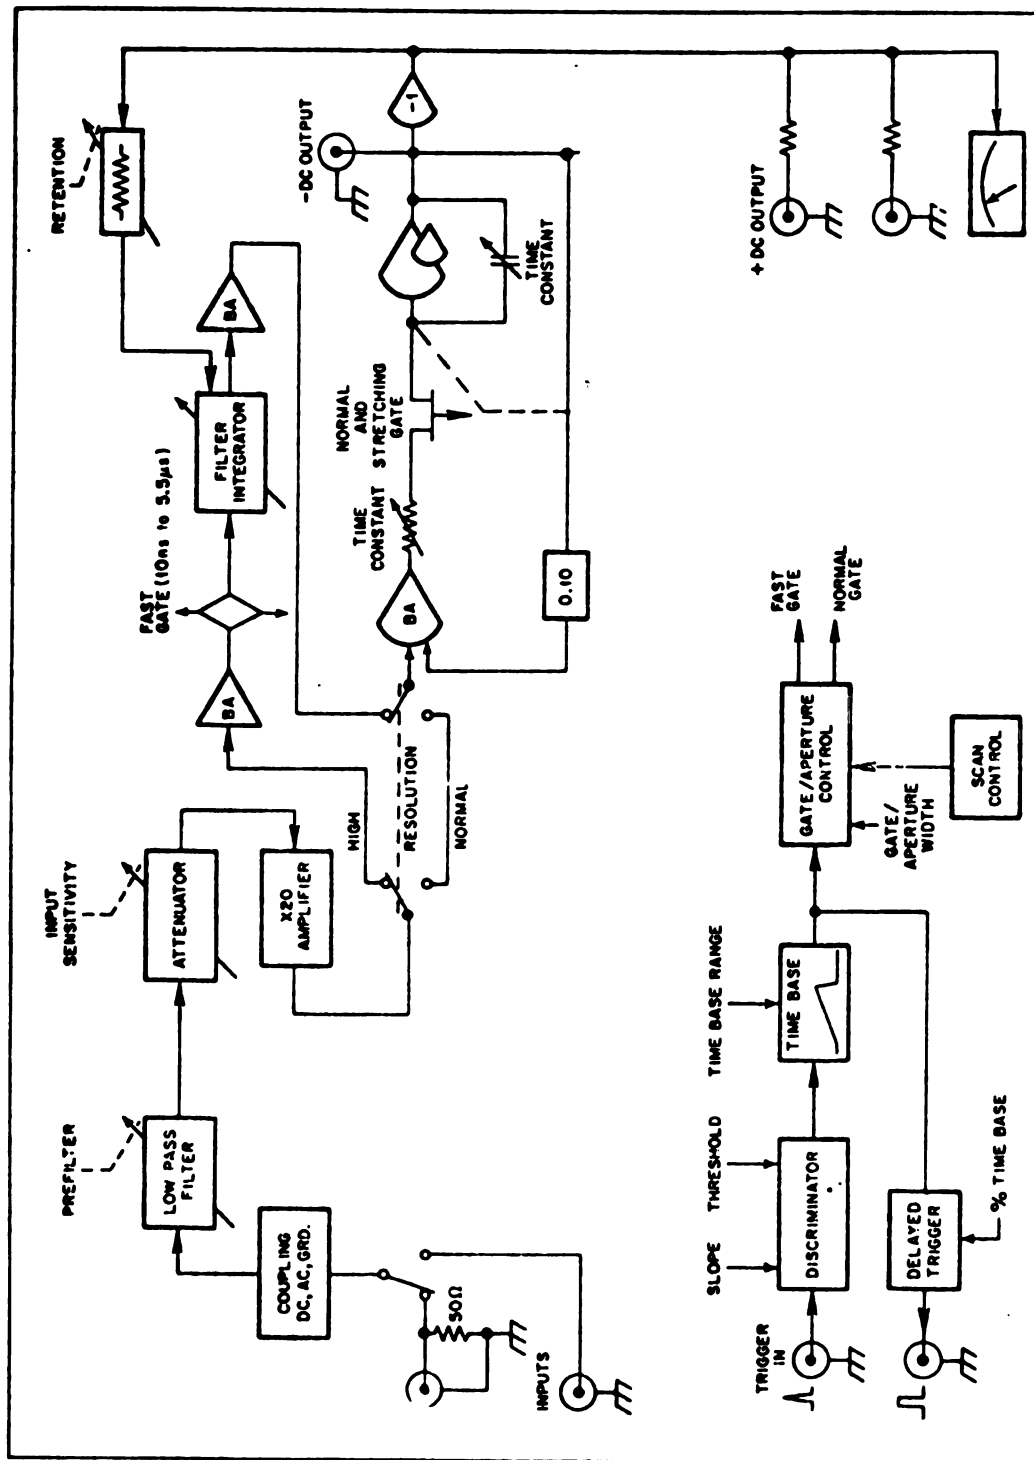 RETENTION
BA
FILTER
INTEGRATOR
FAST
GATE (10ns to 5.5µs)
BA
INPUT
SENSITIVITY
ATTENUATOR
X20
AMPLIFIER
PREFILTER
LOW PASS
FILTER
COUPLING
DC, AC, GRD.
50Ω
INPUTS
HIGH
RESOLUTION
NORMAL
BA
TIME
CONSTANT
NORMAL
AND
STRETCHING
GATE
TIME
CONSTANT
-DC OUTPUT
-1
0.10
+ DC OUTPUT
TRIGGER
IN
SLOPE
THRESHOLD
DISCRIMINATOR
TIME BASE RANGE
TIME BASE
DELAYED
TRIGGER
% TIME BASE
GATE/APERTURE
CONTROL
GATE/
APERTURE
WIDTH
SCAN
CONTROL
FAST
GATE
NORMAL
GATE